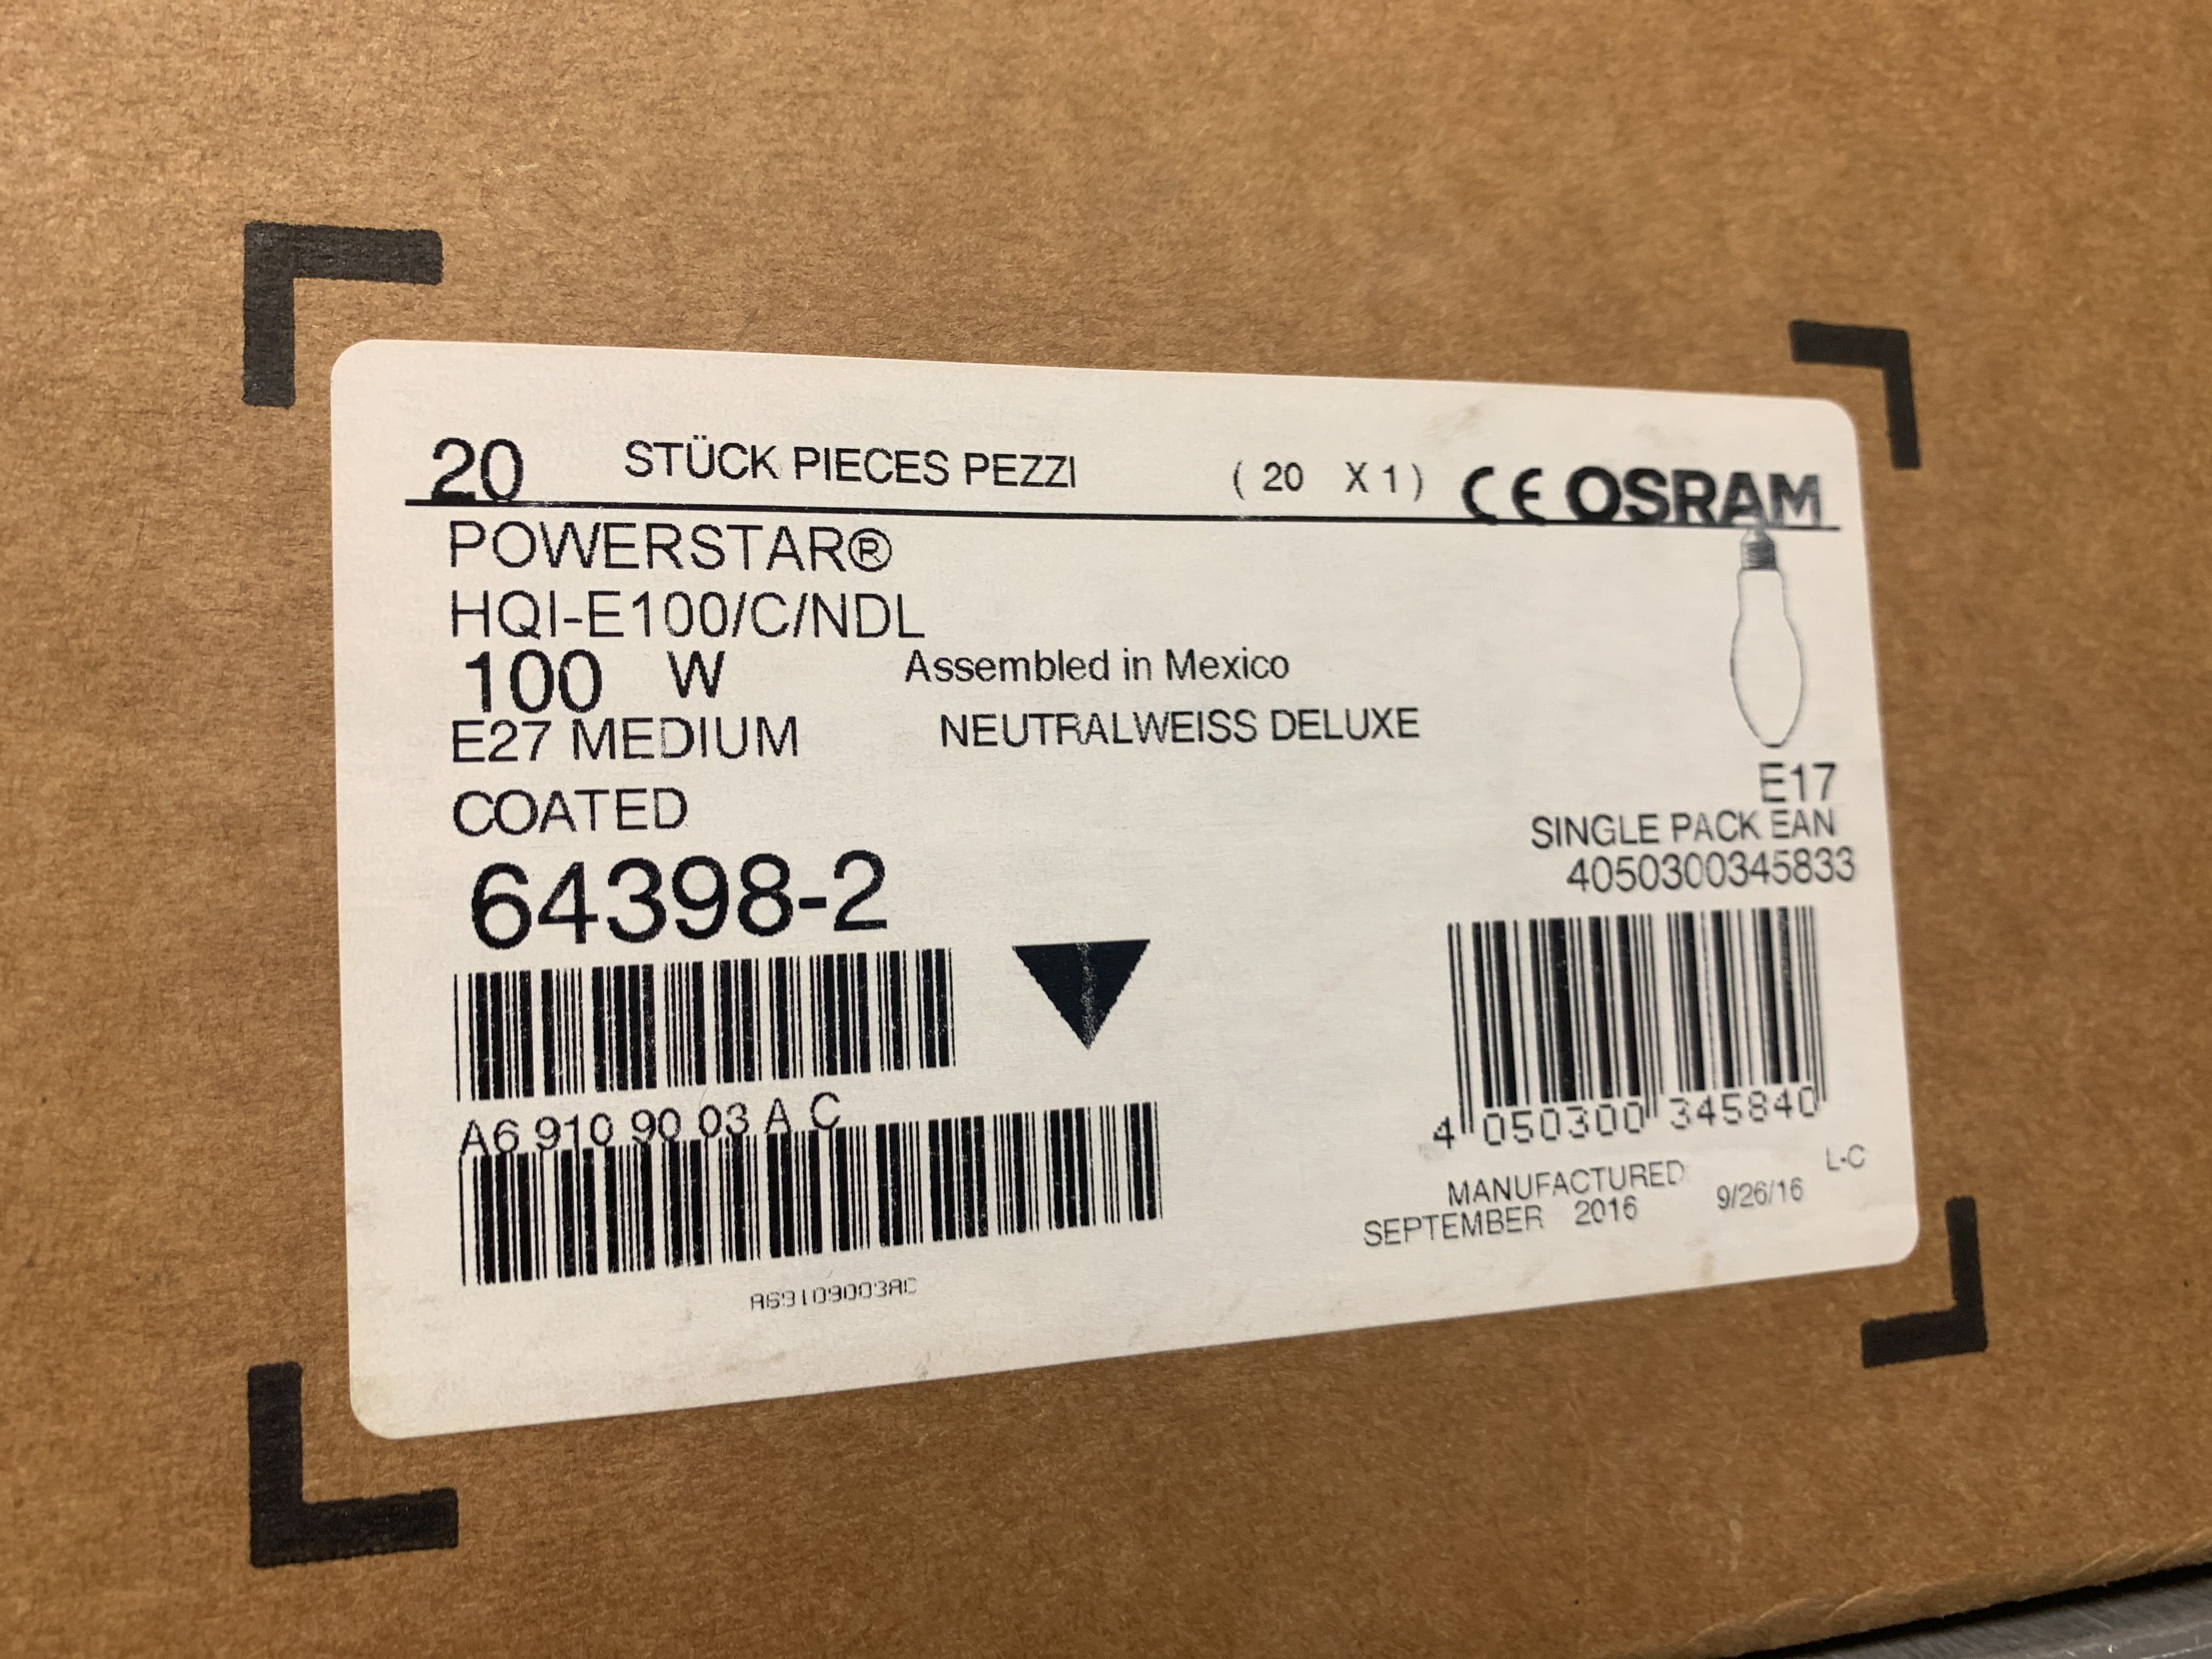 20 STÜCK PIECES PEZZI ( 20 X 1 ) CE OSRAM
POWERSTAR®
HQI-E100/C/NDL
100 W Assembled in Mexico
E27 MEDIUM NEUTRALWEISS DELUXE
COATED
64398-2
A6 910 90 03 A C
A69109003AC
E17
SINGLE PACK EAN
4050300345833
4 050300 345840
L-C
MANUFACTURED
SEPTEMBER 2016 9/26/16